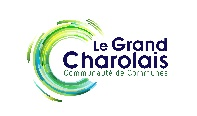 Le Grand
Charolais
Communauté de Communes